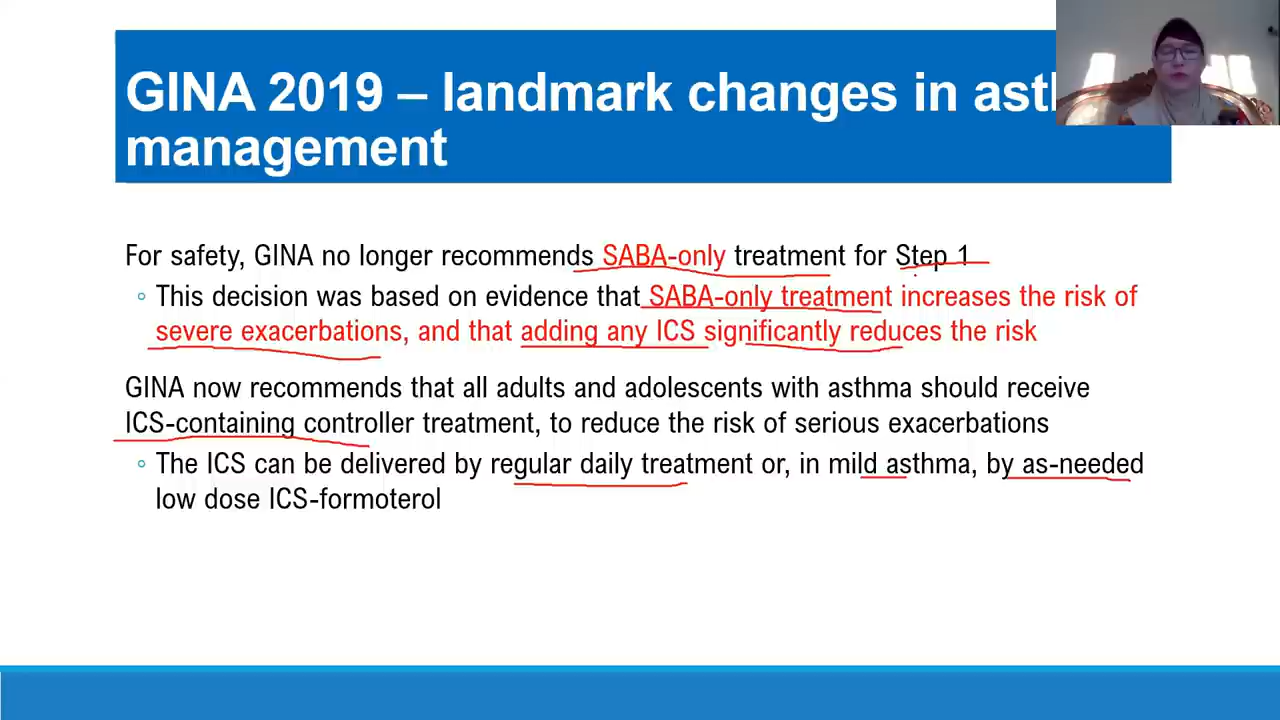 GINA 2019 – landmark changes in asth
management
For safety, GINA no longer recommends SABA-only treatment for Step 1
◦ This decision was based on evidence that SABA-only treatment increases the risk of
severe exacerbations, and that adding any ICS significantly reduces the risk
GINA now recommends that all adults and adolescents with asthma should receive
ICS-containing controller treatment, to reduce the risk of serious exacerbations
◦ The ICS can be delivered by regular daily treatment or, in mild asthma, by as-needed
low dose ICS-formoterol